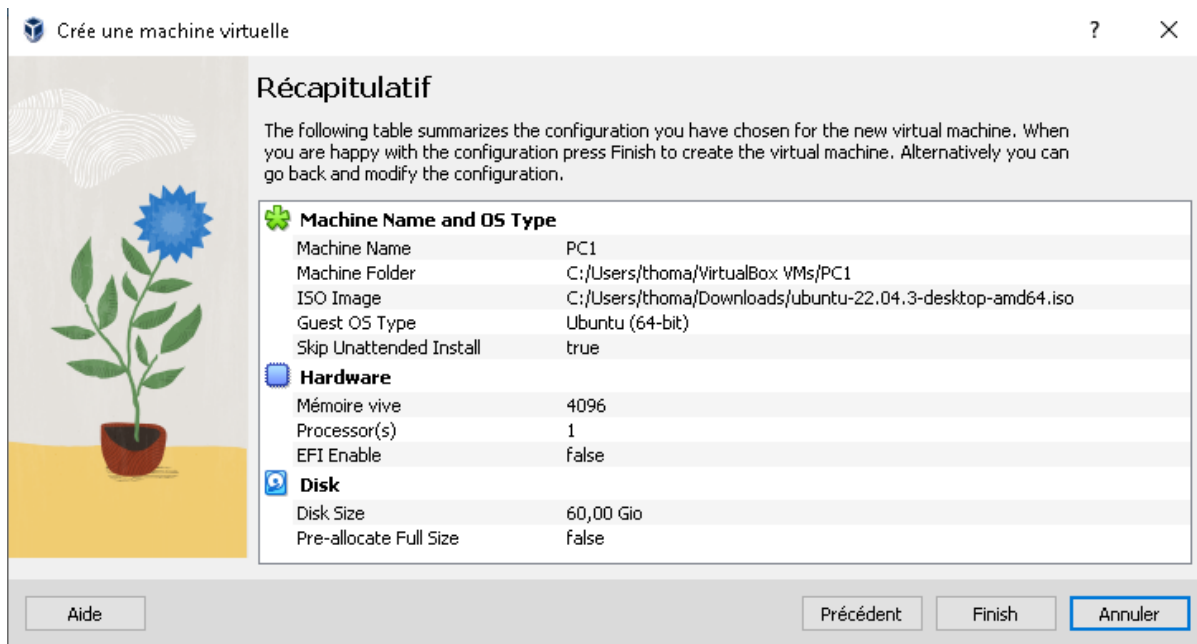 Crée une machine virtuelle
?
Récapitulatif
The following table summarizes the configuration you have chosen for the new virtual machine. When
you are happy with the configuration press Finish to create the virtual machine. Alternatively you can
go back and modify the configuration.
Machine Name and OS Type
Machine Name PC1
Machine Folder C:/Users/thoma/VirtualBox VMs/PC1
ISO Image C:/Users/thoma/Downloads/ubuntu-22.04.3-desktop-amd64.iso
Guest OS Type Ubuntu (64-bit)
Skip Unattended Install true
Hardware
Mémoire vive 4096
Processor(s) 1
EFI Enable false
Disk
Disk Size 60,00 Gio
Pre-allocate Full Size false
Aide Précédent Finish Annuler